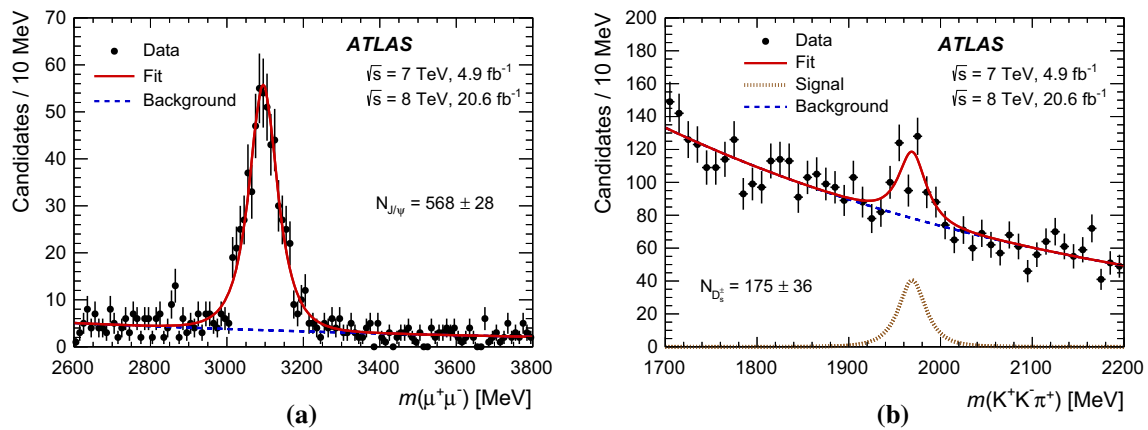 Candidates / 10 MeV
70
60
50
40
30
20
10
0
2600 2800 3000 3200 3400 3600 3800
m(μ⁺μ⁻) [MeV]
Data
Fit
Background
ATLAS
√s = 7 TeV, 4.9 fb⁻¹
√s = 8 TeV, 20.6 fb⁻¹
N_J/ψ = 568 ± 28
(a)
Candidates / 10 MeV
200
180
160
140
120
100
80
60
40
20
0
1700 1800 1900 2000 2100 2200
m(K⁺K⁻π⁺) [MeV]
Data
Fit
Signal
Background
ATLAS
√s = 7 TeV, 4.9 fb⁻¹
√s = 8 TeV, 20.6 fb⁻¹
N_Dₛ± = 175 ± 36
(b)